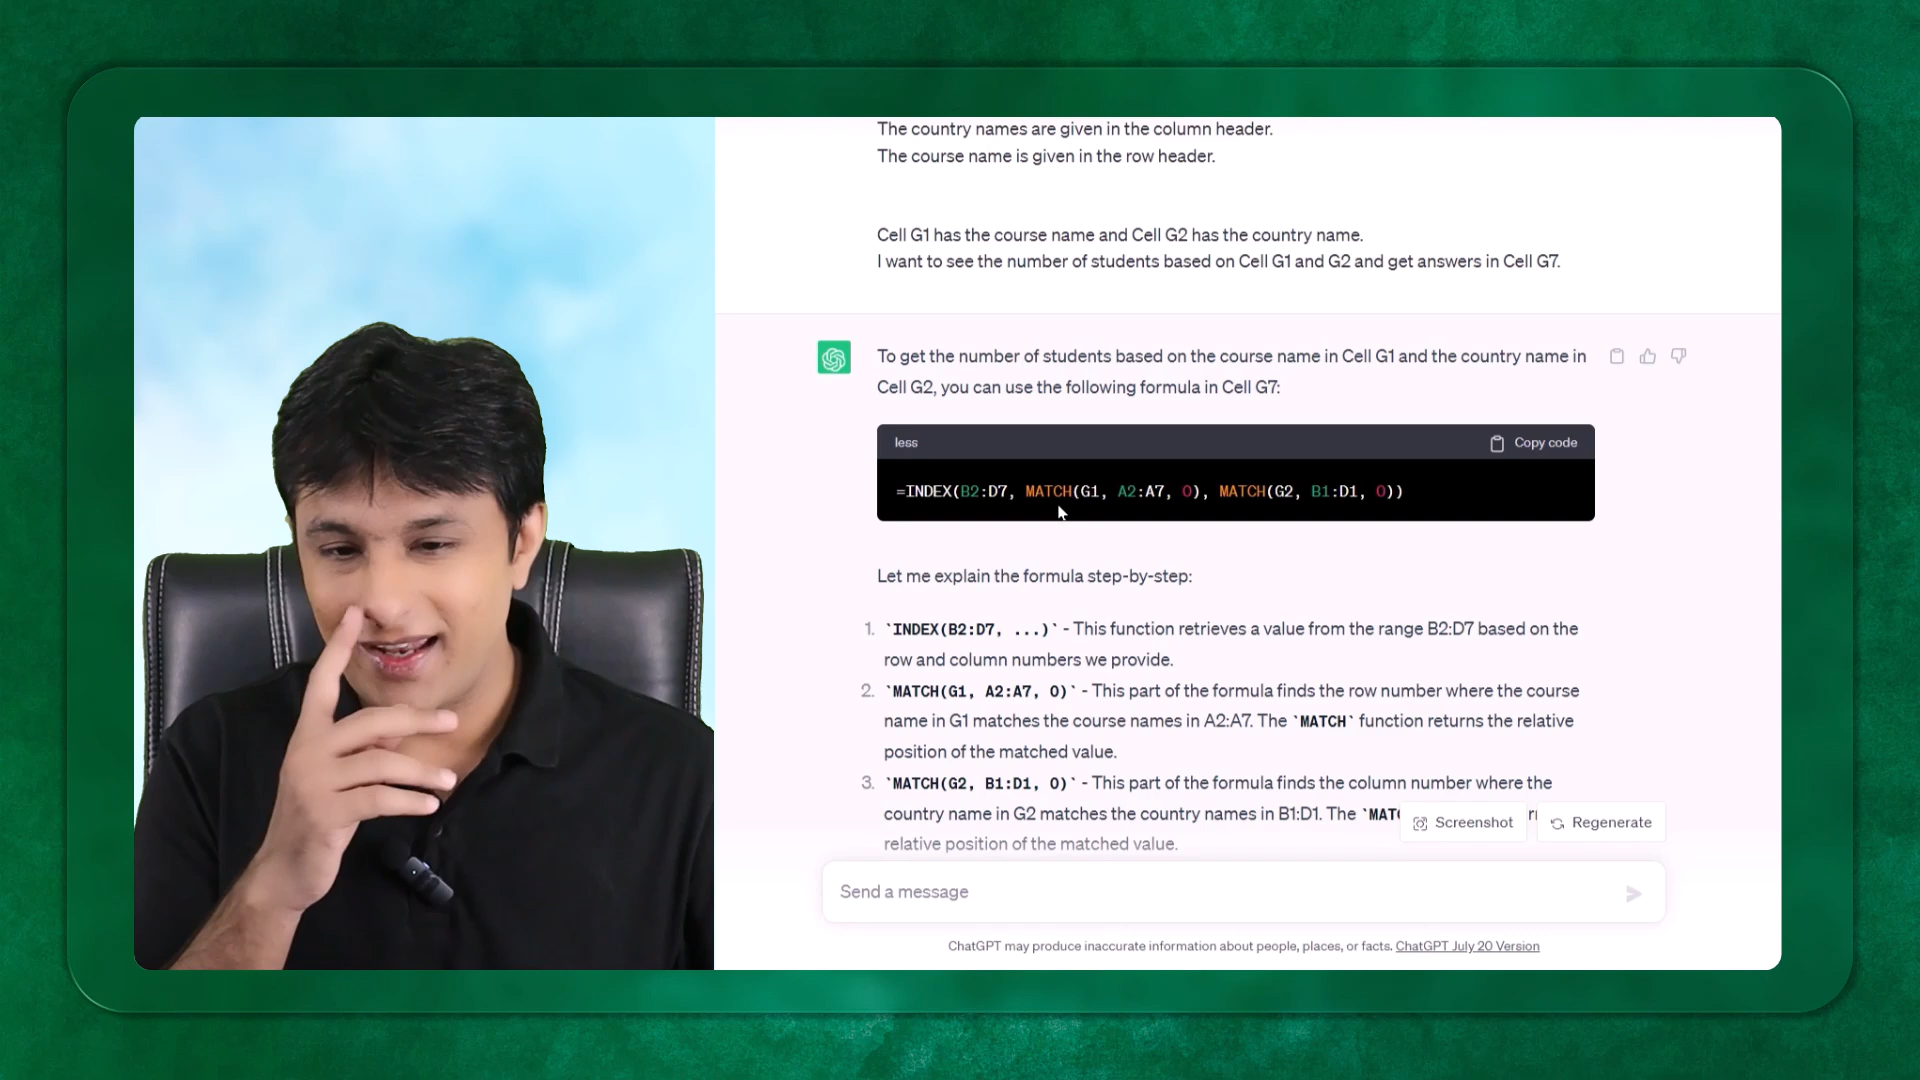 The country names are given in the column header.
The course name is given in the row header.
Cell G1 has the course name and Cell G2 has the country name.
I want to see the number of students based on Cell G1 and G2 and get answers in Cell G7.
To get the number of students based on the course name in Cell G1 and the country name in
Cell G2, you can use the following formula in Cell G7:
less
Copy code
=INDEX(B2:D7, MATCH(G1, A2:A7, 0), MATCH(G2, B1:D1, 0))
Let me explain the formula step-by-step:
1. `INDEX(B2:D7, ...)` - This function retrieves a value from the range B2:D7 based on the
row and column numbers we provide.
2. `MATCH(G1, A2:A7, 0)` - This part of the formula finds the row number where the course
name in G1 matches the course names in A2:A7. The `MATCH` function returns the relative
position of the matched value.
3. `MATCH(G2, B1:D1, 0)` - This part of the formula finds the column number where the
country name in G2 matches the country names in B1:D1. The
relative position of the matched value.
Screenshot
Regenerate
Send a message
ChatGPT may produce inaccurate information about people, places, or facts. ChatGPT July 20 Version